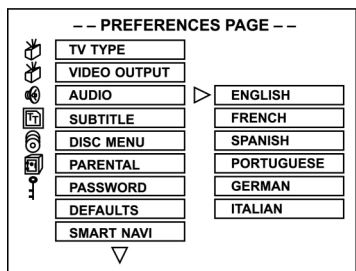 – – PREFERENCES PAGE – –
TV TYPE
VIDEO OUTPUT
AUDIO
SUBTITLE
DISC MENU
PARENTAL
PASSWORD
DEFAULTS
SMART NAVI
ENGLISH
FRENCH
SPANISH
PORTUGUESE
GERMAN
ITALIAN